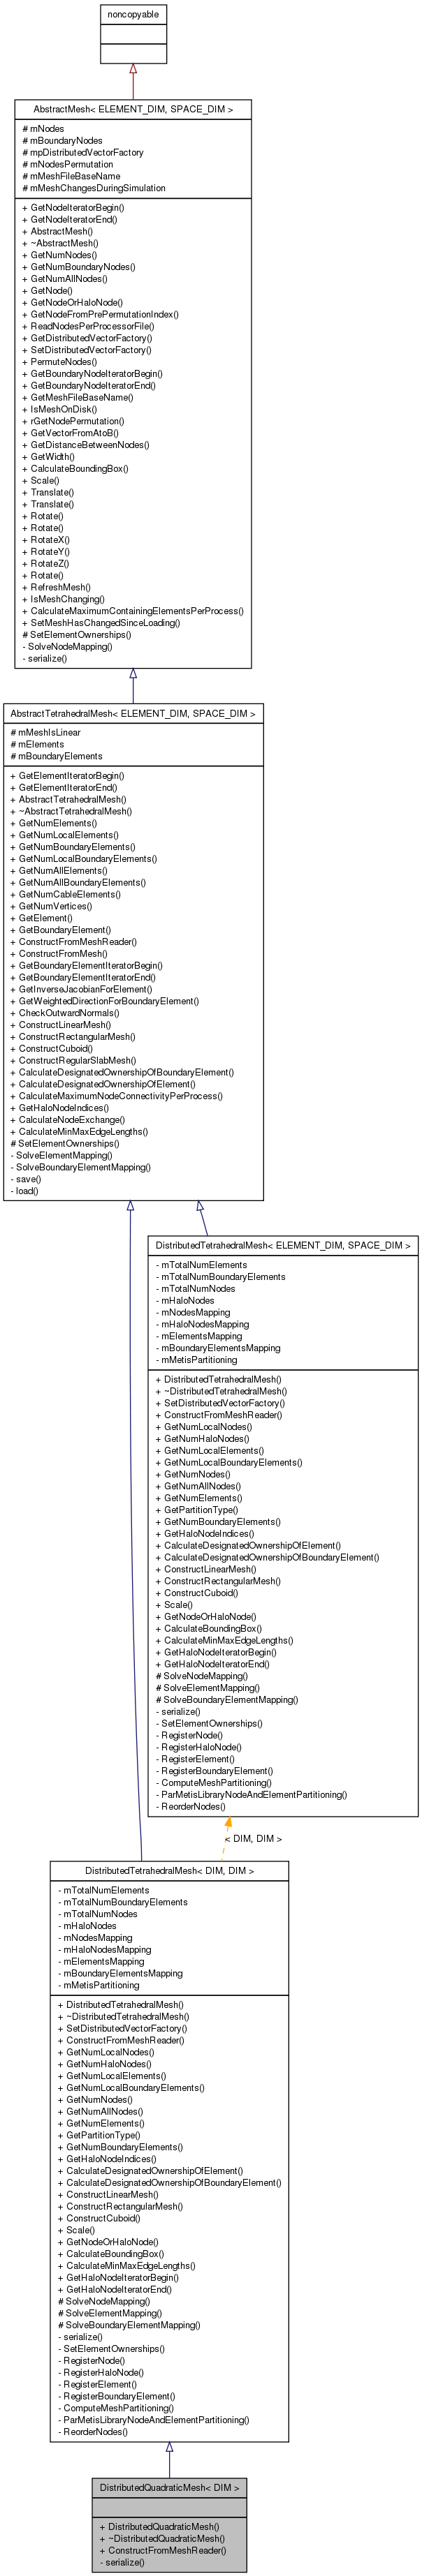 noncopyable
AbstractMesh< ELEMENT_DIM, SPACE_DIM >
# mNodes
# mBoundaryNodes
# mpDistributedVectorFactory
# mNodesPermutation
# mMeshFileBaseName
# mMeshChangesDuringSimulation
+ GetNodeIteratorBegin()
+ GetNodeIteratorEnd()
+ AbstractMesh()
+ ~AbstractMesh()
+ GetNumNodes()
+ GetNumBoundaryNodes()
+ GetNumAllNodes()
+ GetNode()
+ GetNodeOrHaloNode()
+ GetNodeFromPrePermutationIndex()
+ ReadNodesPerProcessorFile()
+ GetDistributedVectorFactory()
+ SetDistributedVectorFactory()
+ PermuteNodes()
+ GetBoundaryNodeIteratorBegin()
+ GetBoundaryNodeIteratorEnd()
+ GetMeshFileBaseName()
+ IsMeshOnDisk()
+ rGetNodePermutation()
+ GetVectorFromAtoB()
+ GetDistanceBetweenNodes()
+ GetWidth()
+ CalculateBoundingBox()
+ Scale()
+ Translate()
+ Translate()
+ Rotate()
+ Rotate()
+ RotateX()
+ RotateY()
+ RotateZ()
+ Rotate()
+ RefreshMesh()
+ IsMeshChanging()
+ CalculateMaximumContainingElementsPerProcess()
+ SetMeshHasChangedSinceLoading()
# SetElementOwnerships()
- SolveNodeMapping()
- serialize()
AbstractTetrahedralMesh< ELEMENT_DIM, SPACE_DIM >
# mMeshIsLinear
# mElements
# mBoundaryElements
+ GetElementIteratorBegin()
+ GetElementIteratorEnd()
+ AbstractTetrahedralMesh()
+ ~AbstractTetrahedralMesh()
+ GetNumElements()
+ GetNumLocalElements()
+ GetNumBoundaryElements()
+ GetNumLocalBoundaryElements()
+ GetNumAllElements()
+ GetNumAllBoundaryElements()
+ GetNumCableElements()
+ GetNumVertices()
+ GetElement()
+ GetBoundaryElement()
+ ConstructFromMeshReader()
+ ConstructFromMesh()
+ GetBoundaryElementIteratorBegin()
+ GetBoundaryElementIteratorEnd()
+ GetInverseJacobianForElement()
+ GetWeightedDirectionForBoundaryElement()
+ CheckOutwardNormals()
+ ConstructLinearMesh()
+ ConstructRectangularMesh()
+ ConstructCuboid()
+ ConstructRegularSlabMesh()
+ CalculateDesignatedOwnershipOfBoundaryElement()
+ CalculateDesignatedOwnershipOfElement()
+ CalculateMaximumNodeConnectivityPerProcess()
+ GetHaloNodeIndices()
+ CalculateNodeExchange()
+ CalculateMinMaxEdgeLengths()
# SetElementOwnerships()
- SolveElementMapping()
- SolveBoundaryElementMapping()
- save()
- load()
DistributedTetrahedralMesh< ELEMENT_DIM, SPACE_DIM >
- mTotalNumElements
- mTotalNumBoundaryElements
- mTotalNumNodes
- mHaloNodes
- mNodesMapping
- mHaloNodesMapping
- mElementsMapping
- mBoundaryElementsMapping
- mMetisPartitioning
+ DistributedTetrahedralMesh()
+ ~DistributedTetrahedralMesh()
+ SetDistributedVectorFactory()
+ ConstructFromMeshReader()
+ GetNumLocalNodes()
+ GetNumHaloNodes()
+ GetNumLocalElements()
+ GetNumLocalBoundaryElements()
+ GetNumNodes()
+ GetNumAllNodes()
+ GetNumElements()
+ GetPartitionType()
+ GetNumBoundaryElements()
+ GetHaloNodeIndices()
+ CalculateDesignatedOwnershipOfElement()
+ CalculateDesignatedOwnershipOfBoundaryElement()
+ ConstructLinearMesh()
+ ConstructRectangularMesh()
+ ConstructCuboid()
+ Scale()
+ GetNodeOrHaloNode()
+ CalculateBoundingBox()
+ CalculateMinMaxEdgeLengths()
+ GetHaloNodeIteratorBegin()
+ GetHaloNodeIteratorEnd()
# SolveNodeMapping()
# SolveElementMapping()
# SolveBoundaryElementMapping()
- serialize()
- SetElementOwnerships()
- RegisterNode()
- RegisterHaloNode()
- RegisterElement()
- RegisterBoundaryElement()
- ComputeMeshPartitioning()
- ParMetisLibraryNodeAndElementPartitioning()
- ReorderNodes()
< DIM, DIM >
DistributedTetrahedralMesh< DIM, DIM >
- mTotalNumElements
- mTotalNumBoundaryElements
- mTotalNumNodes
- mHaloNodes
- mNodesMapping
- mHaloNodesMapping
- mElementsMapping
- mBoundaryElementsMapping
- mMetisPartitioning
+ DistributedTetrahedralMesh()
+ ~DistributedTetrahedralMesh()
+ SetDistributedVectorFactory()
+ ConstructFromMeshReader()
+ GetNumLocalNodes()
+ GetNumHaloNodes()
+ GetNumLocalElements()
+ GetNumLocalBoundaryElements()
+ GetNumNodes()
+ GetNumAllNodes()
+ GetNumElements()
+ GetPartitionType()
+ GetNumBoundaryElements()
+ GetHaloNodeIndices()
+ CalculateDesignatedOwnershipOfElement()
+ CalculateDesignatedOwnershipOfBoundaryElement()
+ ConstructLinearMesh()
+ ConstructRectangularMesh()
+ ConstructCuboid()
+ Scale()
+ GetNodeOrHaloNode()
+ CalculateBoundingBox()
+ CalculateMinMaxEdgeLengths()
+ GetHaloNodeIteratorBegin()
+ GetHaloNodeIteratorEnd()
# SolveNodeMapping()
# SolveElementMapping()
# SolveBoundaryElementMapping()
- serialize()
- SetElementOwnerships()
- RegisterNode()
- RegisterHaloNode()
- RegisterElement()
- RegisterBoundaryElement()
- ComputeMeshPartitioning()
- ParMetisLibraryNodeAndElementPartitioning()
- ReorderNodes()
DistributedQuadraticMesh< DIM >
+ DistributedQuadraticMesh()
+ ~DistributedQuadraticMesh()
+ ConstructFromMeshReader()
- serialize()